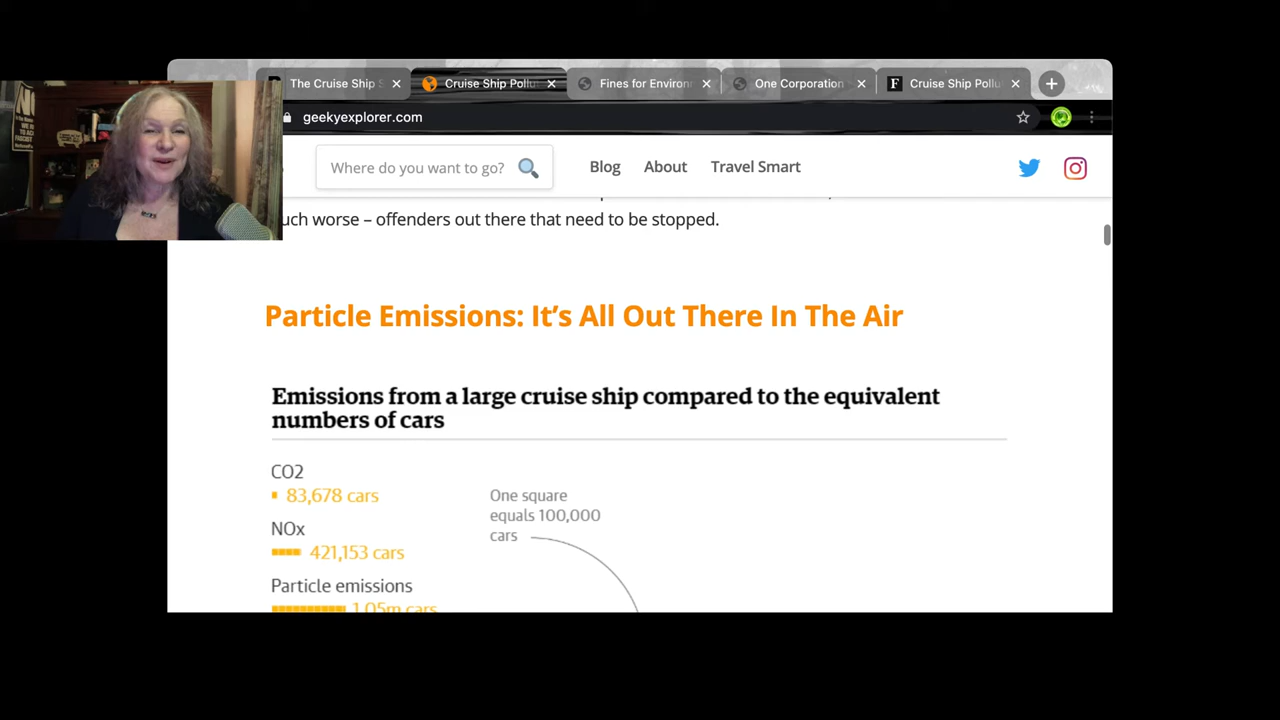 The Cruise Ship S
Cruise Ship Pollu
Fines for Environ
One Corporation
Cruise Ship Pollu
geekyexplorer.com
Where do you want to go?
Blog
About
Travel Smart
uch worse – offenders out there that need to be stopped.
Particle Emissions: It’s All Out There In The Air
Emissions from a large cruise ship compared to the equivalent
numbers of cars
CO2
83,678 cars
NOx
421,153 cars
Particle emissions
1.05m cars
One square
equals 100,000
cars